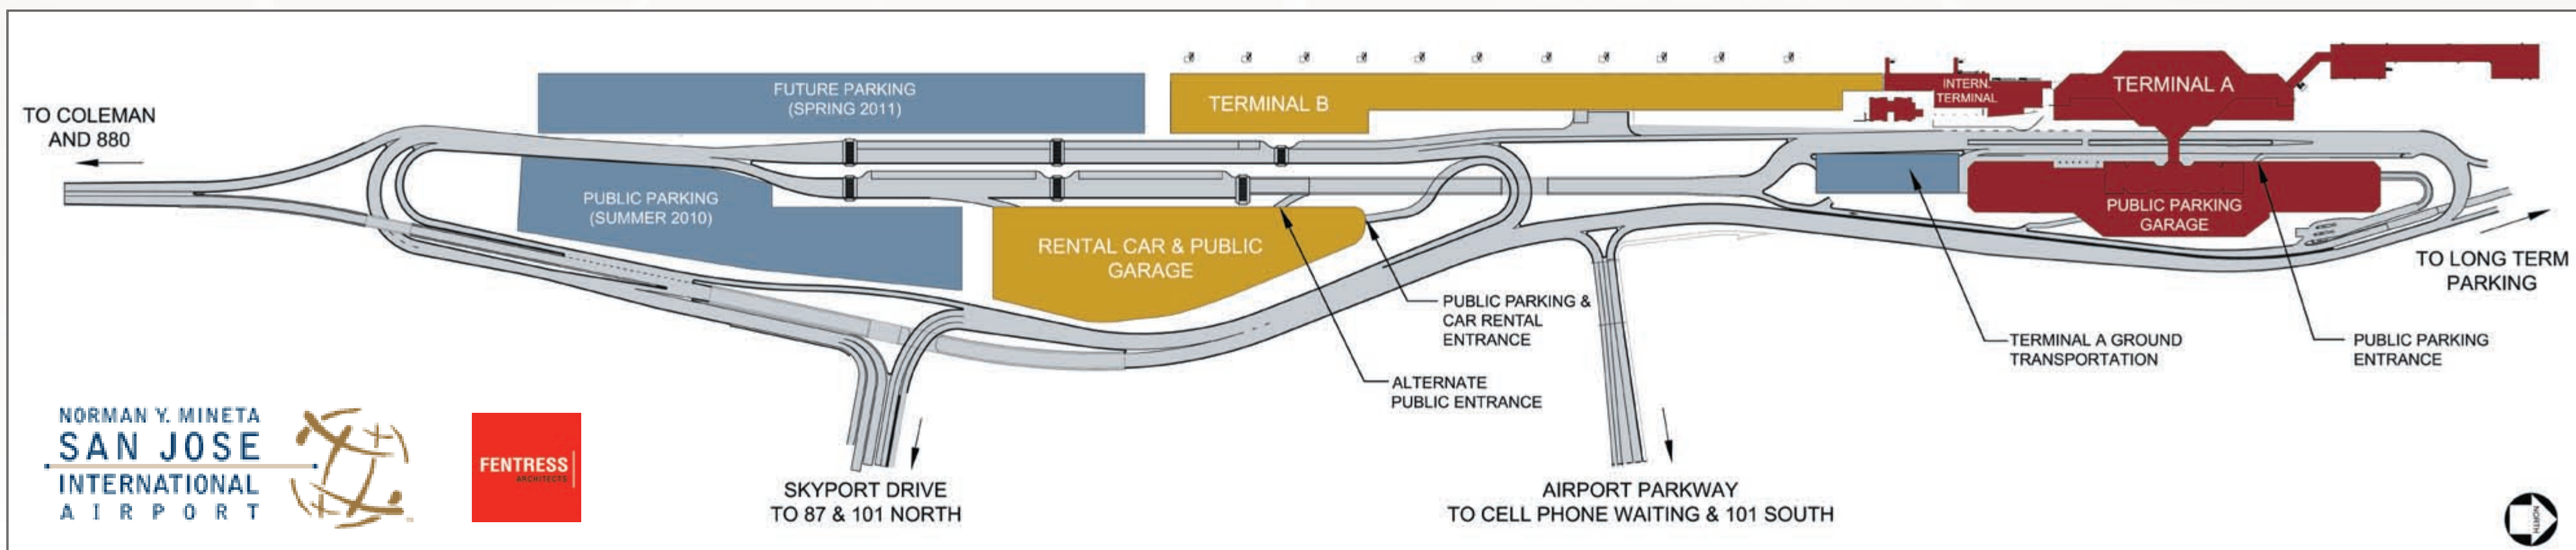 FUTURE PARKING
(SPRING 2011)
TERMINAL B
INTERN.
TERMINAL
TERMINAL A
TO COLEMAN
AND 880
PUBLIC PARKING
(SUMMER 2010)
RENTAL CAR & PUBLIC
GARAGE
PUBLIC PARKING
GARAGE
TO LONG TERM
PARKING
PUBLIC PARKING &
CAR RENTAL
ENTRANCE
TERMINAL A GROUND
TRANSPORTATION
PUBLIC PARKING
ENTRANCE
ALTERNATE
PUBLIC ENTRANCE
NORMAN Y. MINETA
SAN JOSE
INTERNATIONAL
AIRPORT
FENTRESS
ARCHITECTS
SKYPORT DRIVE
TO 87 & 101 NORTH
AIRPORT PARKWAY
TO CELL PHONE WAITING & 101 SOUTH
NORTH